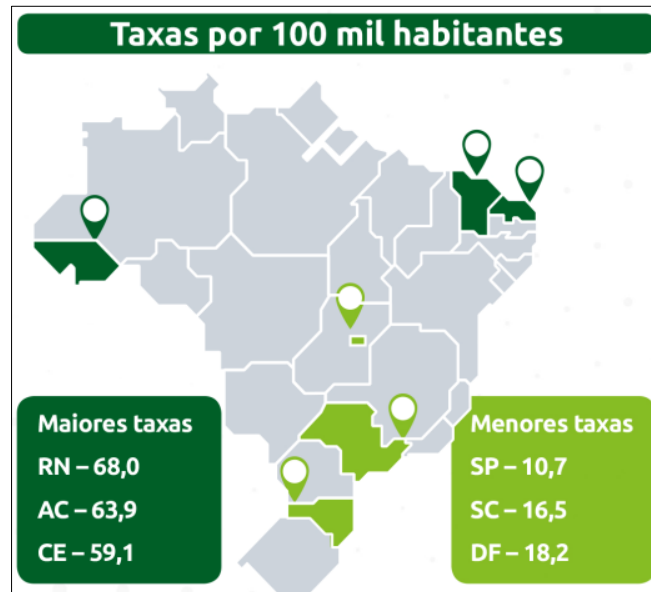 Taxas por 100 mil habitantes
Maiores taxas
RN – 68,0
AC – 63,9
CE – 59,1
Menores taxas
SP – 10,7
SC – 16,5
DF – 18,2